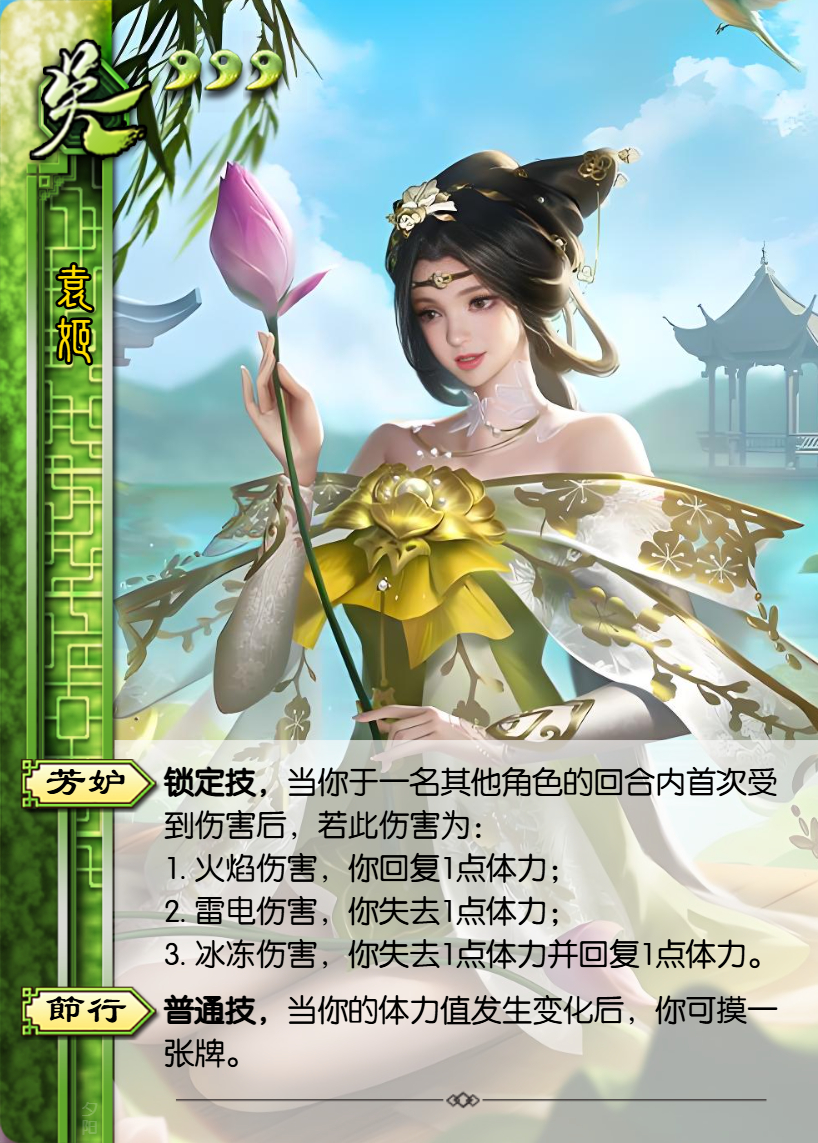 吴
袁姬
芳妒
锁定技，当你于一名其他角色的回合内首次受
到伤害后，若此伤害为：
1. 火焰伤害，你回复1点体力；
2. 雷电伤害，你失去1点体力；
3. 冰冻伤害，你失去1点体力并回复1点体力。
節行
普通技，当你的体力值发生变化后，你可摸一
张牌。
夕阳